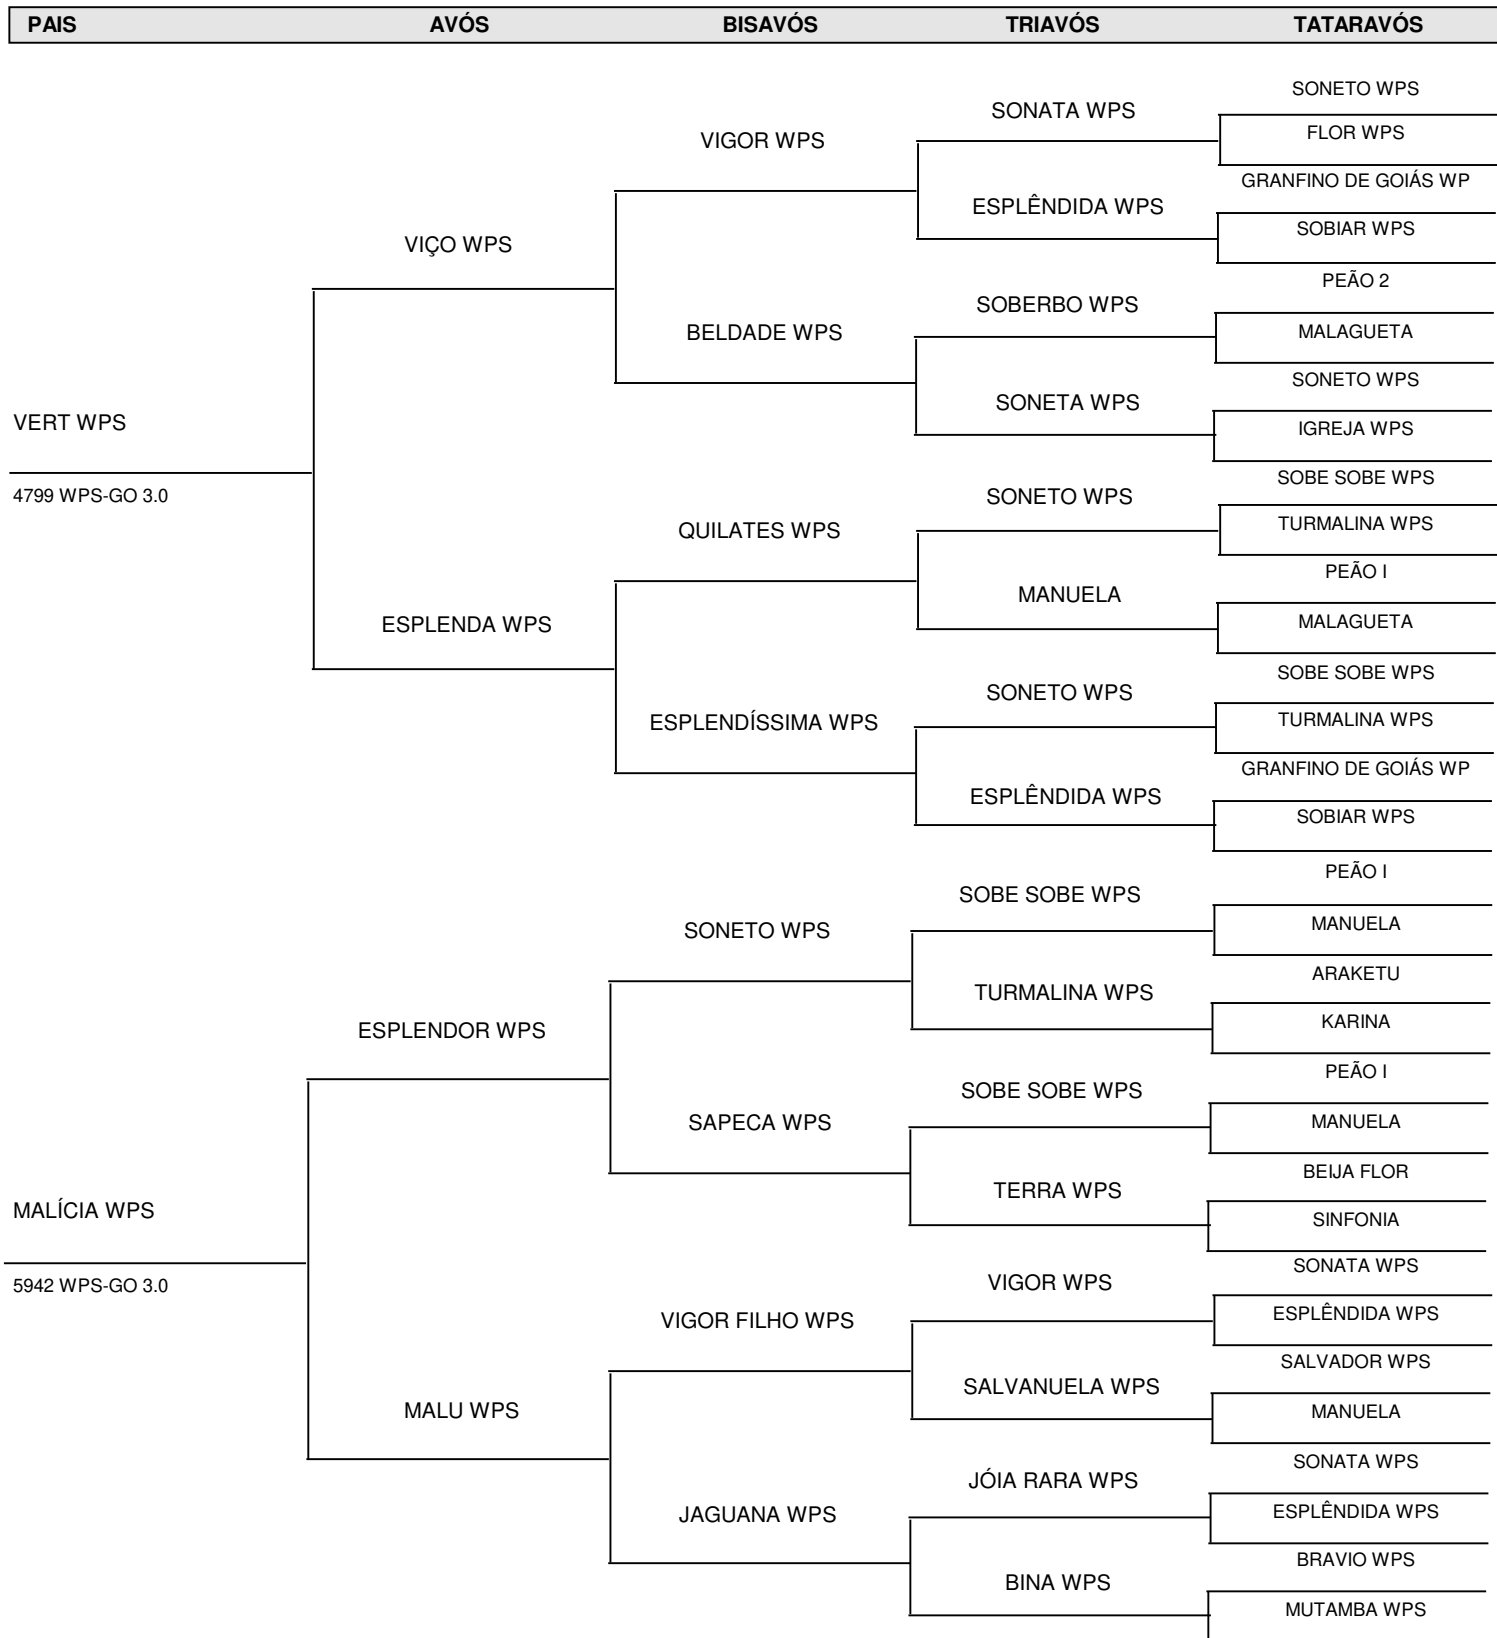 PAIS AVÓS BISAVÓS TRIAVÓS TATARAVÓS
SONETO WPS
SONATA WPS
FLOR WPS
VIGOR WPS
GRANFINO DE GOIÁS WP
ESPLÊNDIDA WPS
SOBIAR WPS
VIÇO WPS
PEÃO 2
SOBERBO WPS
MALAGUETA
BELDADE WPS
SONETO WPS
SONETA WPS
IGREJA WPS
VERT WPS
4799 WPS-GO 3.0
SOBE SOBE WPS
SONETO WPS
TURMALINA WPS
QUILATES WPS
PEÃO I
MANUELA
MALAGUETA
ESPLENDA WPS
SOBE SOBE WPS
SONETO WPS
TURMALINA WPS
ESPLENDÍSSIMA WPS
GRANFINO DE GOIÁS WP
ESPLÊNDIDA WPS
SOBIAR WPS
PEÃO I
SOBE SOBE WPS
MANUELA
SONETO WPS
ARAKETU
TURMALINA WPS
KARINA
ESPLENDOR WPS
PEÃO I
SOBE SOBE WPS
MANUELA
SAPECA WPS
BEIJA FLOR
TERRA WPS
SINFONIA
MALÍCIA WPS
5942 WPS-GO 3.0
SONATA WPS
VIGOR WPS
ESPLÊNDIDA WPS
VIGOR FILHO WPS
SALVADOR WPS
SALVANUELA WPS
MANUELA
MALU WPS
SONATA WPS
JÓIA RARA WPS
ESPLÊNDIDA WPS
JAGUANA WPS
BRAVIO WPS
BINA WPS
MUTAMBA WPS